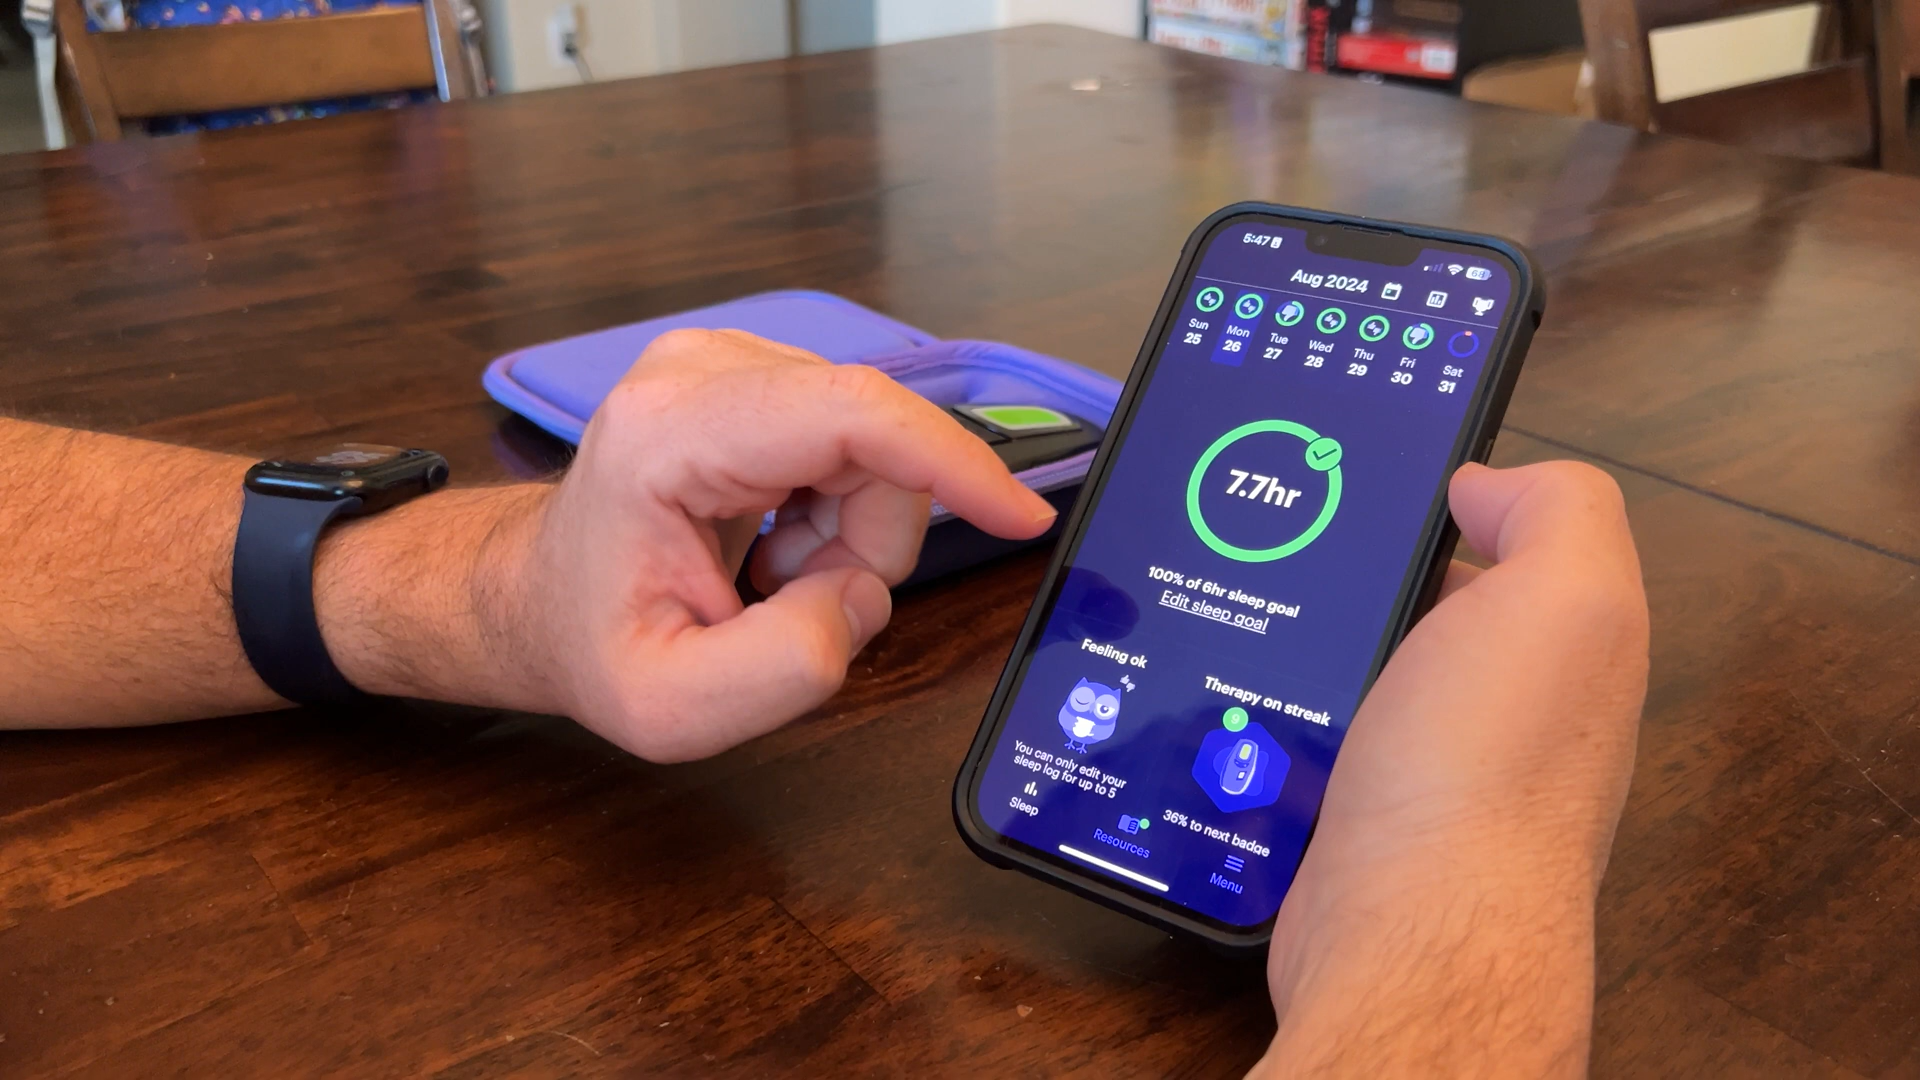 5:47
68
Aug 2024
Sun Mon Tue Wed Thu Fri Sat
25 26 27 28 29 30 31
7.7hr
100% of 6hr sleep goal
Edit sleep goal
Feeling ok
Therapy on streak
9
You can only edit your
sleep log for up to 5
36% to next badge
Sleep
Resources
Menu